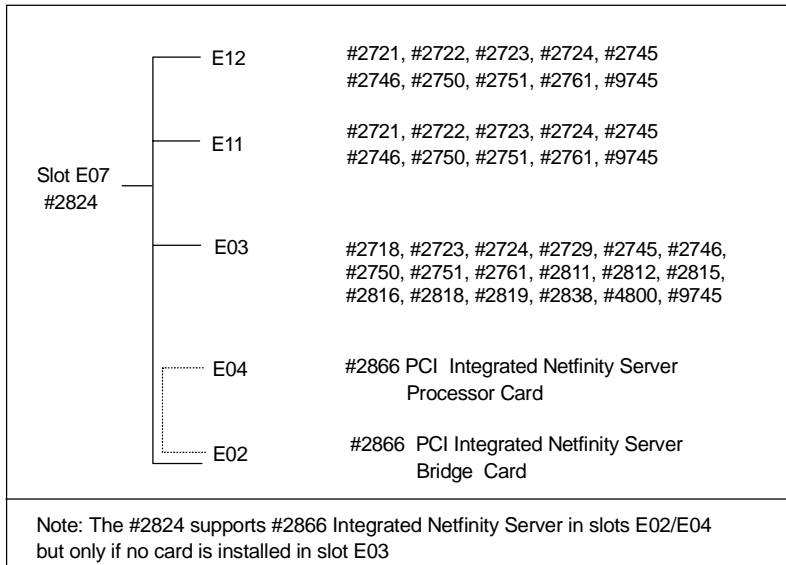 E12 #2721, #2722, #2723, #2724, #2745
#2746, #2750, #2751, #2761, #9745
E11 #2721, #2722, #2723, #2724, #2745
#2746, #2750, #2751, #2761, #9745
Slot E07
#2824
E03 #2718, #2723, #2724, #2729, #2745, #2746,
#2750, #2751, #2761, #2811, #2812, #2815,
#2816, #2818, #2819, #2838, #4800, #9745
E04 #2866 PCI Integrated Netfinity Server
Processor Card
E02 #2866 PCI Integrated Netfinity Server
Bridge Card
Note: The #2824 supports #2866 Integrated Netfinity Server in slots E02/E04
but only if no card is installed in slot E03